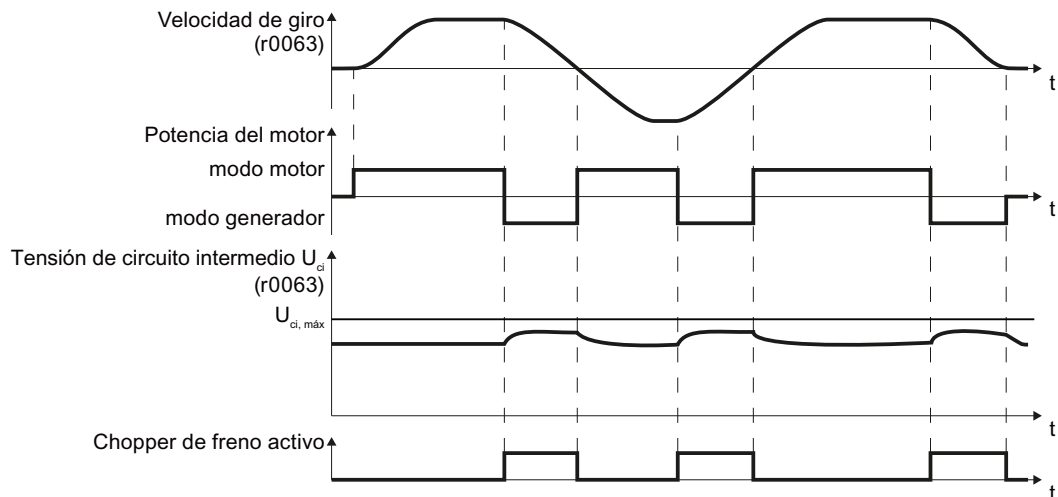 Velocidad de giro
(r0063)
t
Potencia del motor
modo motor
t
modo generador
Tensión de circuito intermedio Uci
(r0063)
Uci, máx
t
Chopper de freno activo
t